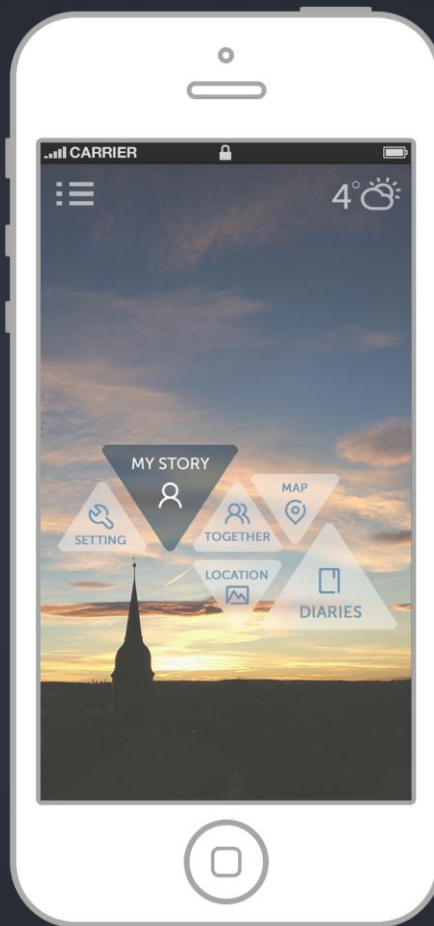 CARRIER
4°
MY STORY
MAP
SETTING
TOGETHER
LOCATION
DIARIES